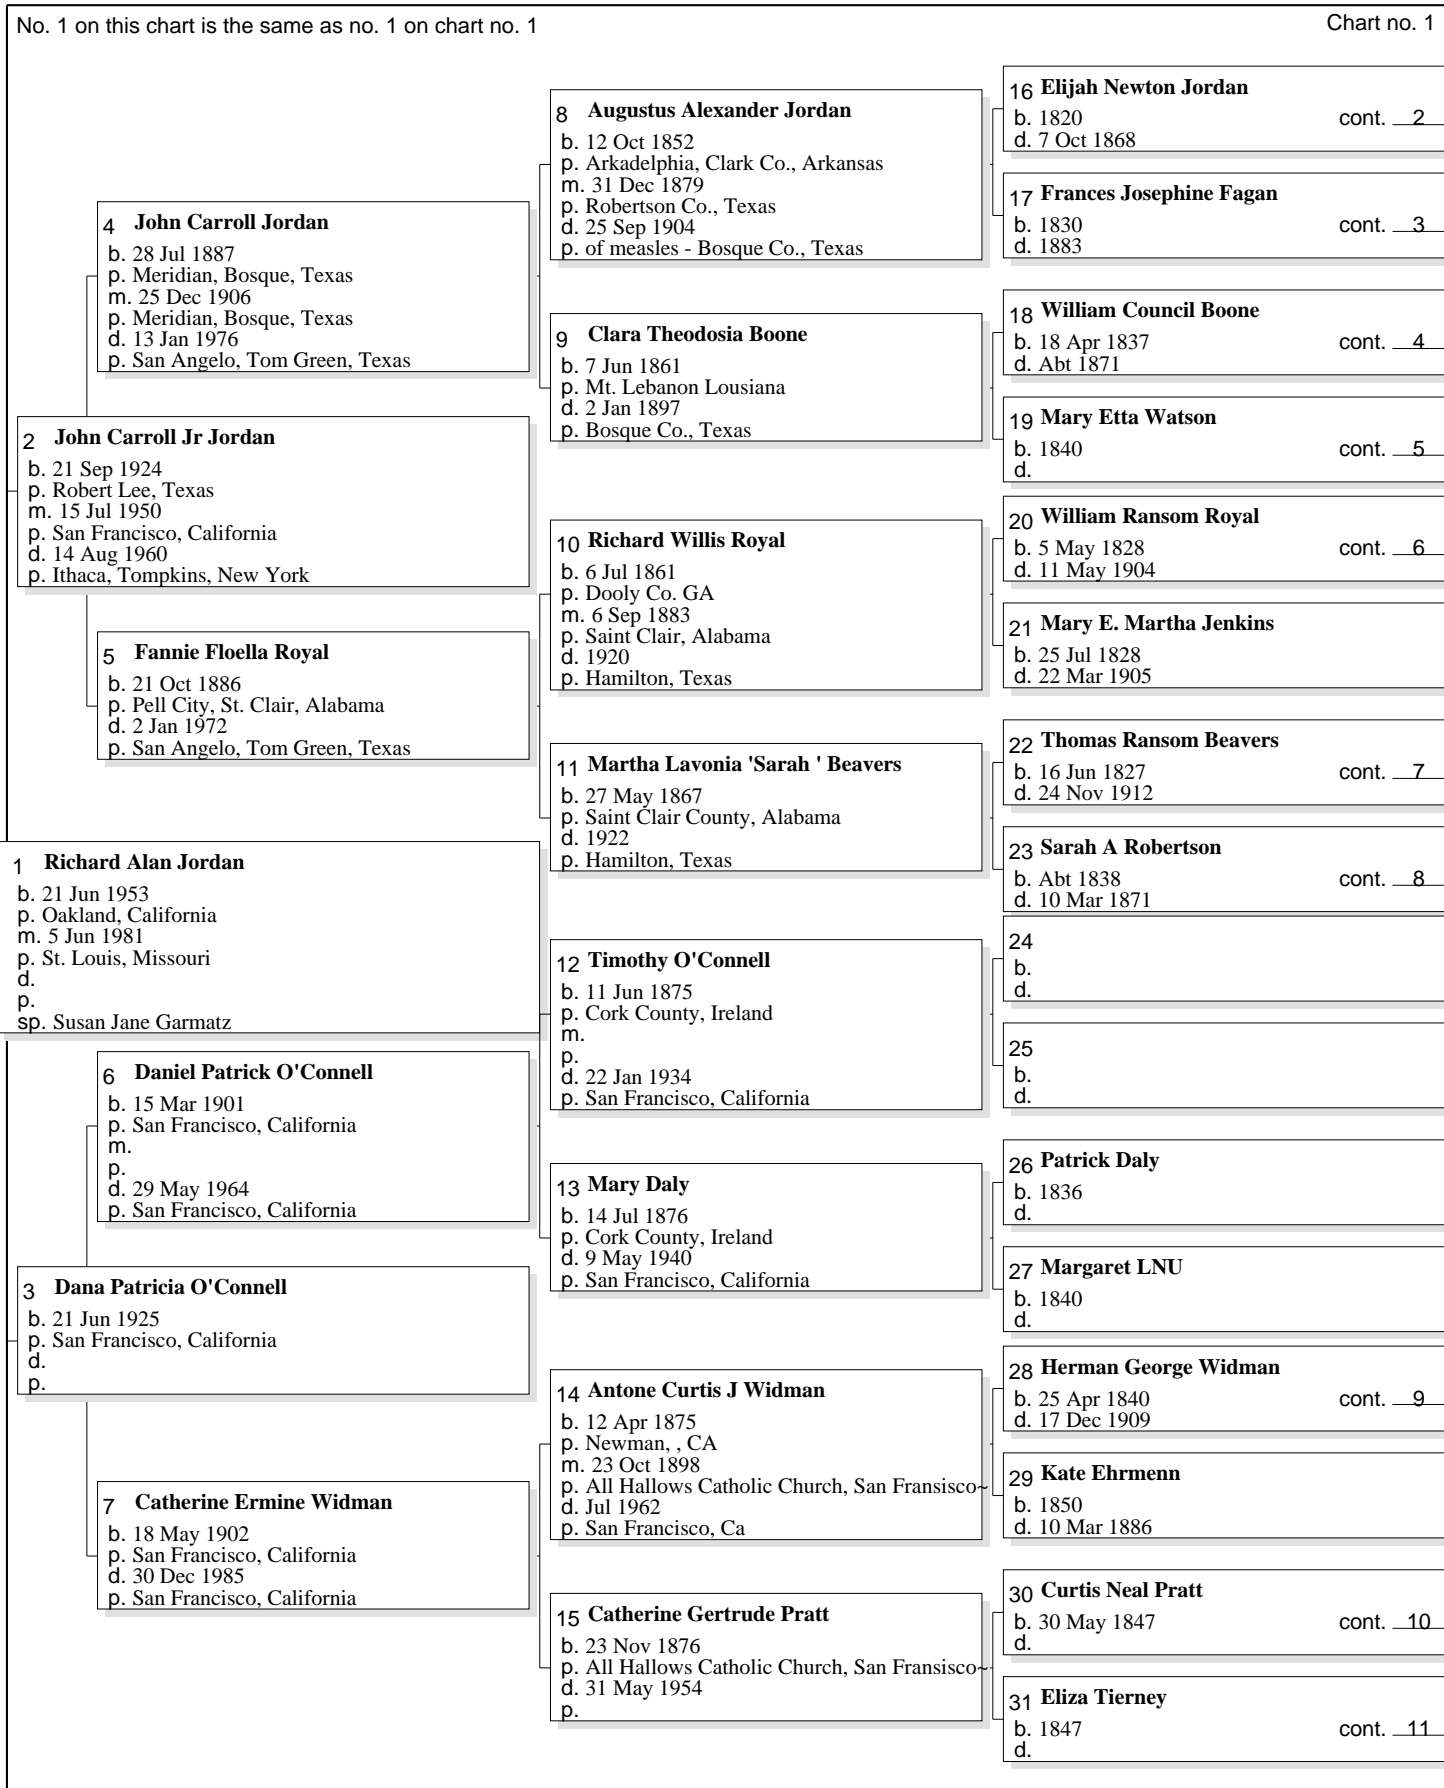 No. 1 on this chart is the same as no. 1 on chart no. 1
Chart no. 1
16 Elijah Newton Jordan
b. 1820 cont. 2
d. 7 Oct 1868
8 Augustus Alexander Jordan
b. 12 Oct 1852
p. Arkadelphia, Clark Co., Arkansas
m. 31 Dec 1879
p. Robertson Co., Texas
d. 25 Sep 1904
p. of measles - Bosque Co., Texas
17 Frances Josephine Fagan
b. 1830 cont. 3
d. 1883
4 John Carroll Jordan
b. 28 Jul 1887
p. Meridian, Bosque, Texas
m. 25 Dec 1906
p. Meridian, Bosque, Texas
d. 13 Jan 1976
p. San Angelo, Tom Green, Texas
18 William Council Boone
b. 18 Apr 1837 cont. 4
d. Abt 1871
9 Clara Theodosia Boone
b. 7 Jun 1861
p. Mt. Lebanon Lousiana
d. 2 Jan 1897
p. Bosque Co., Texas
19 Mary Etta Watson
b. 1840 cont. 5
d.
2 John Carroll Jr Jordan
b. 21 Sep 1924
p. Robert Lee, Texas
m. 15 Jul 1950
p. San Francisco, California
d. 14 Aug 1960
p. Ithaca, Tompkins, New York
20 William Ransom Royal
b. 5 May 1828 cont. 6
d. 11 May 1904
10 Richard Willis Royal
b. 6 Jul 1861
p. Dooly Co. GA
m. 6 Sep 1883
p. Saint Clair, Alabama
d. 1920
p. Hamilton, Texas
21 Mary E. Martha Jenkins
b. 25 Jul 1828
d. 22 Mar 1905
5 Fannie Floella Royal
b. 21 Oct 1886
p. Pell City, St. Clair, Alabama
d. 2 Jan 1972
p. San Angelo, Tom Green, Texas
22 Thomas Ransom Beavers
b. 16 Jun 1827 cont. 7
d. 24 Nov 1912
11 Martha Lavonia 'Sarah ' Beavers
b. 27 May 1867
p. Saint Clair County, Alabama
d. 1922
p. Hamilton, Texas
23 Sarah A Robertson
b. Abt 1838 cont. 8
d. 10 Mar 1871
1 Richard Alan Jordan
b. 21 Jun 1953
p. Oakland, California
m. 5 Jun 1981
p. St. Louis, Missouri
d.
p.
sp. Susan Jane Garmatz
24
b.
d.
12 Timothy O'Connell
b. 11 Jun 1875
p. Cork County, Ireland
m.
p.
d. 22 Jan 1934
p. San Francisco, California
25
b.
d.
6 Daniel Patrick O'Connell
b. 15 Mar 1901
p. San Francisco, California
m.
p.
d. 29 May 1964
p. San Francisco, California
26 Patrick Daly
b. 1836
d.
13 Mary Daly
b. 14 Jul 1876
p. Cork County, Ireland
d. 9 May 1940
p. San Francisco, California
27 Margaret LNU
b. 1840
d.
3 Dana Patricia O'Connell
b. 21 Jun 1925
p. San Francisco, California
d.
p.
28 Herman George Widman
b. 25 Apr 1840 cont. 9
d. 17 Dec 1909
14 Antone Curtis J Widman
b. 12 Apr 1875
p. Newman, , CA
m. 23 Oct 1898
p. All Hallows Catholic Church, San Fransisco~
d. Jul 1962
p. San Francisco, Ca
29 Kate Ehrmenn
b. 1850
d. 10 Mar 1886
7 Catherine Ermine Widman
b. 18 May 1902
p. San Francisco, California
d. 30 Dec 1985
p. San Francisco, California
30 Curtis Neal Pratt
b. 30 May 1847 cont. 10
d.
15 Catherine Gertrude Pratt
b. 23 Nov 1876
p. All Hallows Catholic Church, San Fransisco~
d. 31 May 1954
p.
31 Eliza Tierney
b. 1847 cont. 11
d.